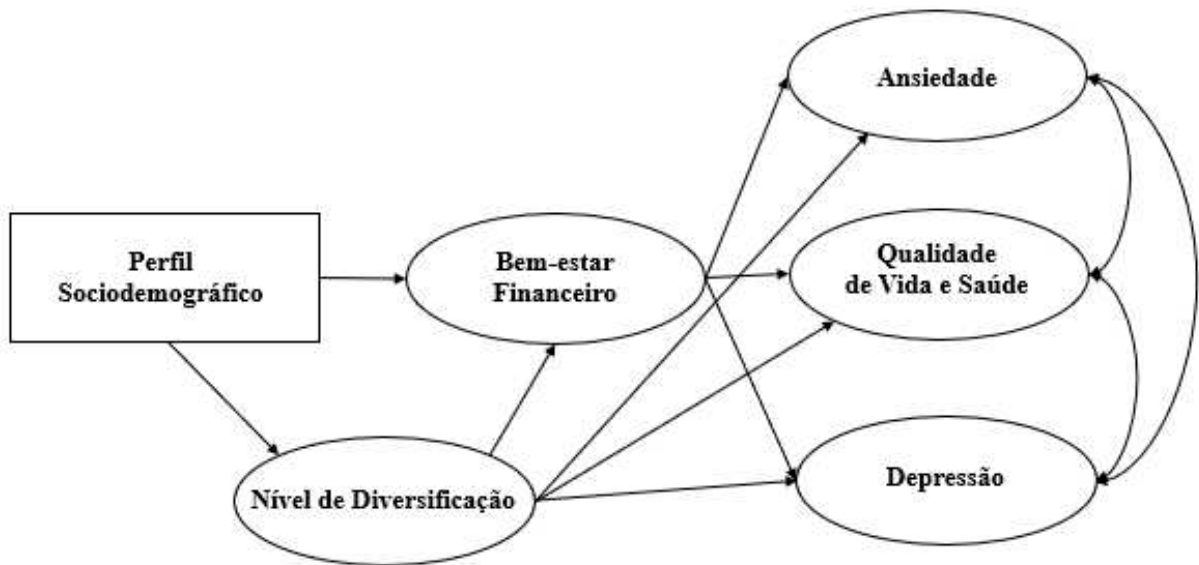 Ansiedade
Perfil
Sociodemográfico
Bem-estar
Financeiro
Qualidade
de Vida e Saúde
Nível de Diversificação
Depressão